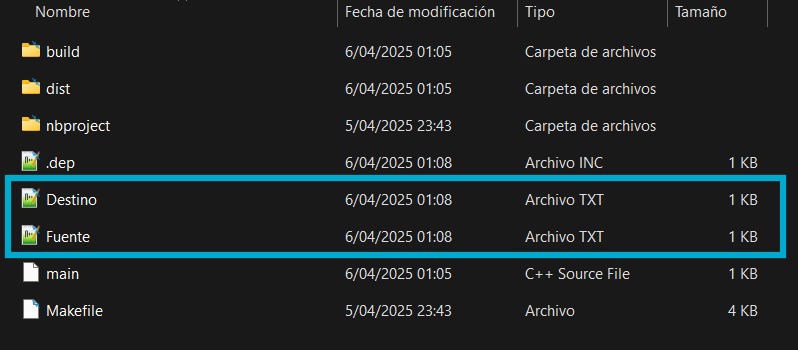 Nombre Fecha de modificación Tipo Tamaño
build 6/04/2025 01:05 Carpeta de archivos
dist 6/04/2025 01:05 Carpeta de archivos
nbproject 5/04/2025 23:43 Carpeta de archivos
.dep 6/04/2025 01:08 Archivo INC 1 KB
Destino 6/04/2025 01:08 Archivo TXT 1 KB
Fuente 6/04/2025 01:08 Archivo TXT 1 KB
main 6/04/2025 01:05 C++ Source File 1 KB
Makefile 5/04/2025 23:43 Archivo 4 KB